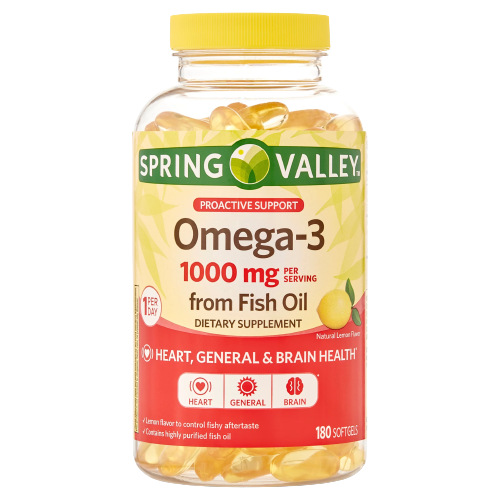 SPRING VALLEY™
PROACTIVE SUPPORT
Omega-3
1000 mg PER SERVING
from Fish Oil
DIETARY SUPPLEMENT
1 PER DAY
Natural Lemon Flavor
HEART, GENERAL & BRAIN HEALTH*
HEART GENERAL BRAIN
✓Lemon flavor to control fishy aftertaste
✓Contains highly purified fish oil
180 SOFTGELS